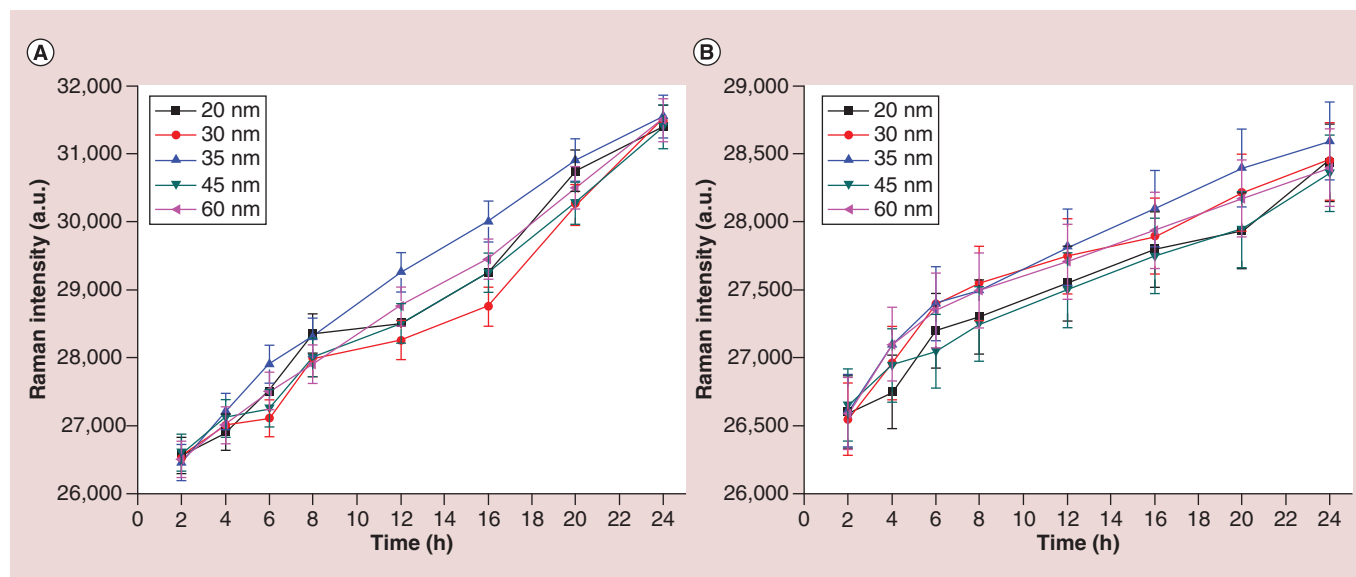 A
32,000
31,000
30,000
29,000
28,000
27,000
26,000
Raman intensity (a.u.)
20 nm
30 nm
35 nm
45 nm
60 nm
0 2 4 6 8 10 12 14 16 18 20 22 24
Time (h)
B
29,000
28,500
28,000
27,500
27,000
26,500
26,000
Raman intensity (a.u.)
20 nm
30 nm
35 nm
45 nm
60 nm
0 2 4 6 8 10 12 14 16 18 20 22 24
Time (h)